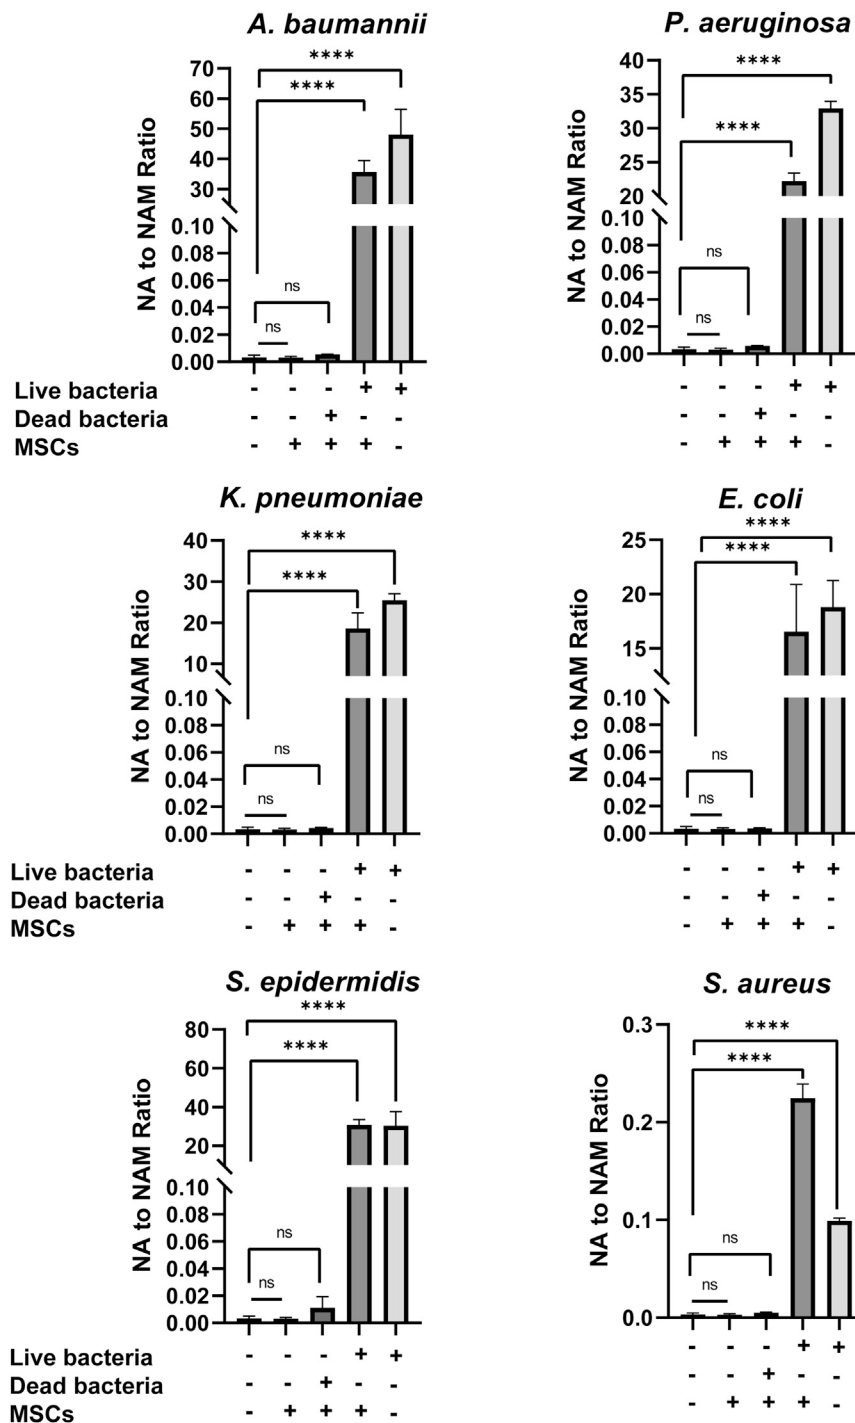 A. baumannii
****
****
NA to NAM Ratio
70
60
50
40
30
0.10
0.08
0.06
0.04
0.02
0.00
ns
ns
Live bacteria - - - + +
Dead bacteria - - + - -
MSCs - + + + -
P. aeruginosa
****
****
NA to NAM Ratio
40
35
30
25
20
0.10
0.08
0.06
0.04
0.02
0.00
ns
ns
- - - + +
- - + - -
- + + + -
K. pneumoniae
****
****
NA to NAM Ratio
40
30
20
10
0.10
0.08
0.06
0.04
0.02
0.00
ns
ns
Live bacteria - - - + +
Dead bacteria - - + - -
MSCs - + + + -
E. coli
****
****
NA to NAM Ratio
25
20
15
0.10
0.08
0.06
0.04
0.02
0.00
ns
ns
- - - + +
- - + - -
- + + + -
S. epidermidis
****
****
NA to NAM Ratio
80
60
40
20
0.10
0.08
0.06
0.04
0.02
0.00
ns
ns
Live bacteria - - - + +
Dead bacteria - - + - -
MSCs - + + + -
S. aureus
****
****
NA to NAM Ratio
0.3
0.2
0.1
0.0
ns
ns
- - - + +
- - + - -
- + + + -